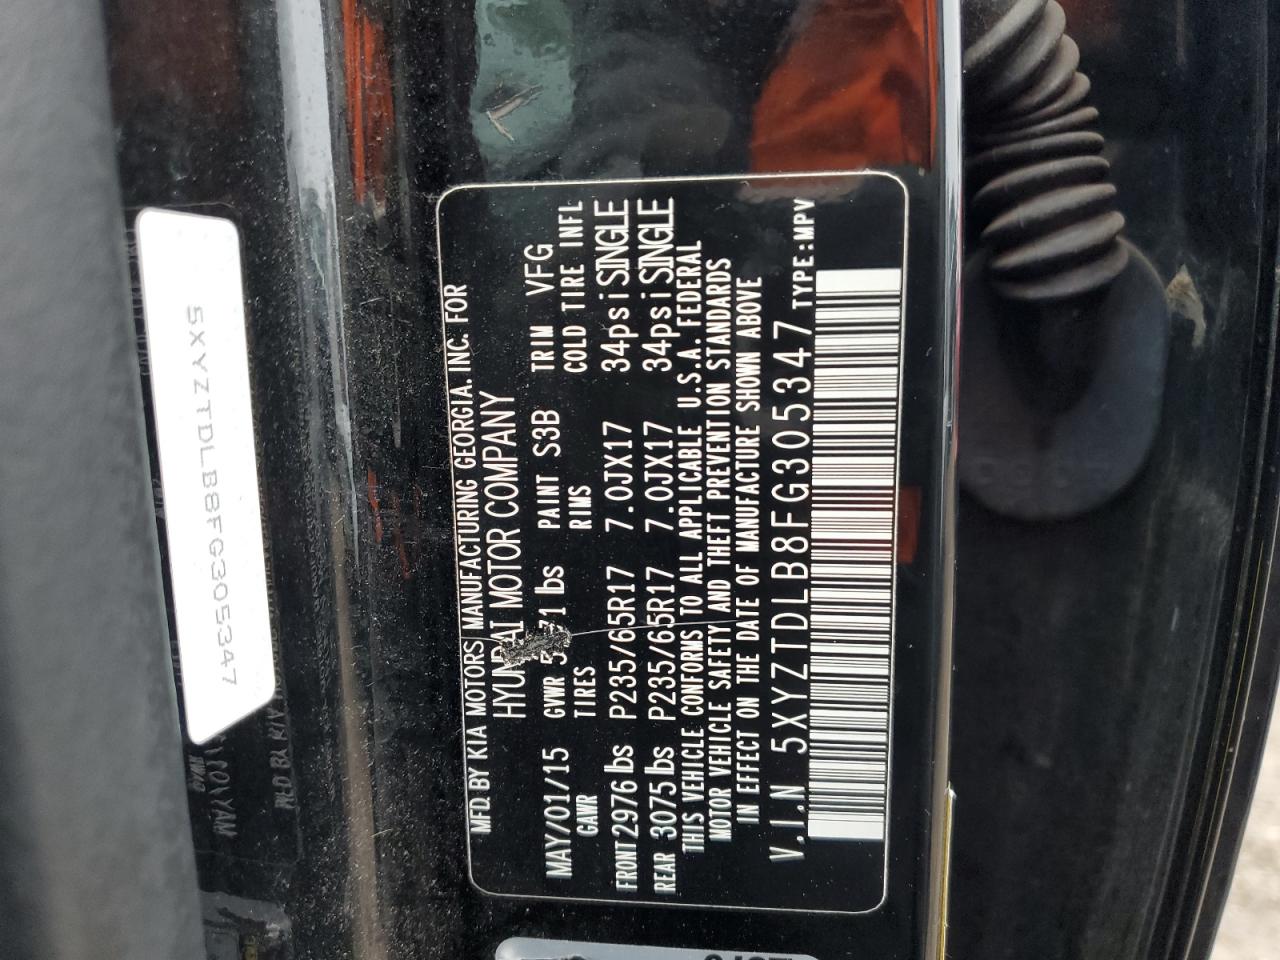 MFD. BY KIA MOTORS MANUFACTURING GEORGIA. INC. FOR
HYUNDAI MOTOR COMPANY
MAY/01/15 GVWR lbs PAINT S3B TRIM VFG
GAWR TIRES RIMS COLD TIRE INFL
FRONT 2976 lbs P235/65R17 7.0JX17 34psi SINGLE
REAR 3075 lbs P235/65R17 7.0JX17 34psi SINGLE
THIS VEHICLE CONFORMS TO ALL APPLICABLE U.S.A. FEDERAL
MOTOR VEHICLE SAFETY AND THEFT PREVENTION STANDARDS
IN EFFECT ON THE DATE OF MANUFACTURE SHOWN ABOVE
V.I.N 5XYZTDLB8FG305347 TYPE:MPV
5XYZTDLB8FG305347